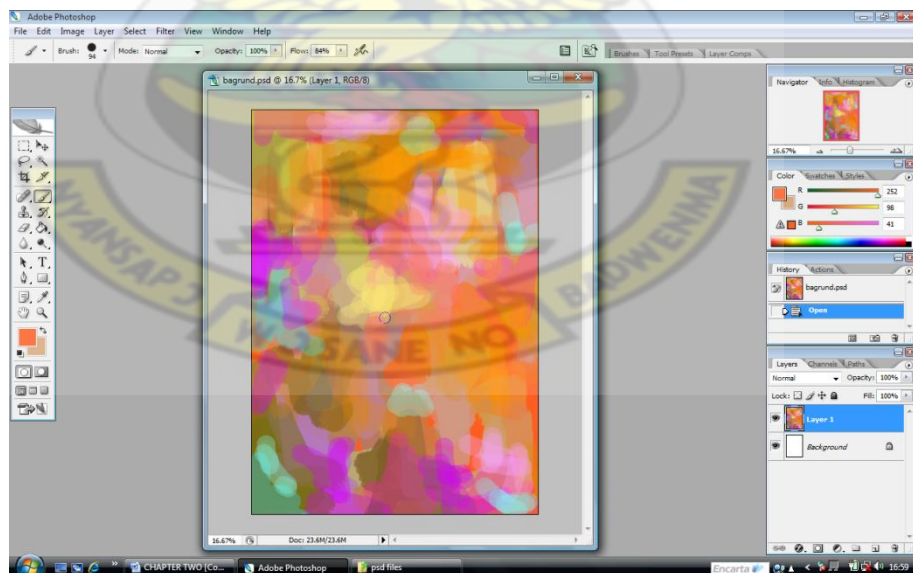 Adobe Photoshop
File Edit Image Layer Select Filter View Window Help
Brush: 94 Mode: Normal Opacity: 100% Flow: 84% Brushes Tool Presets Layer Comps
bagrund.psd @ 16.7% (Layer 1, RGB/8)
Navigator Info Histogram
16.67%
Color Swatches Styles
R 252
G 98
B 41
History Actions
bagrund.psd
Open
Layers Channels Paths
Normal Opacity: 100%
Lock: Fill: 100%
Layer 1
Background
NYANSAPO WOSANE NO BADWENMA
16.67% Doc: 23.6M/23.6M
CHAPTER TWO [Co... Adobe Photoshop psd files Encarta 16:59